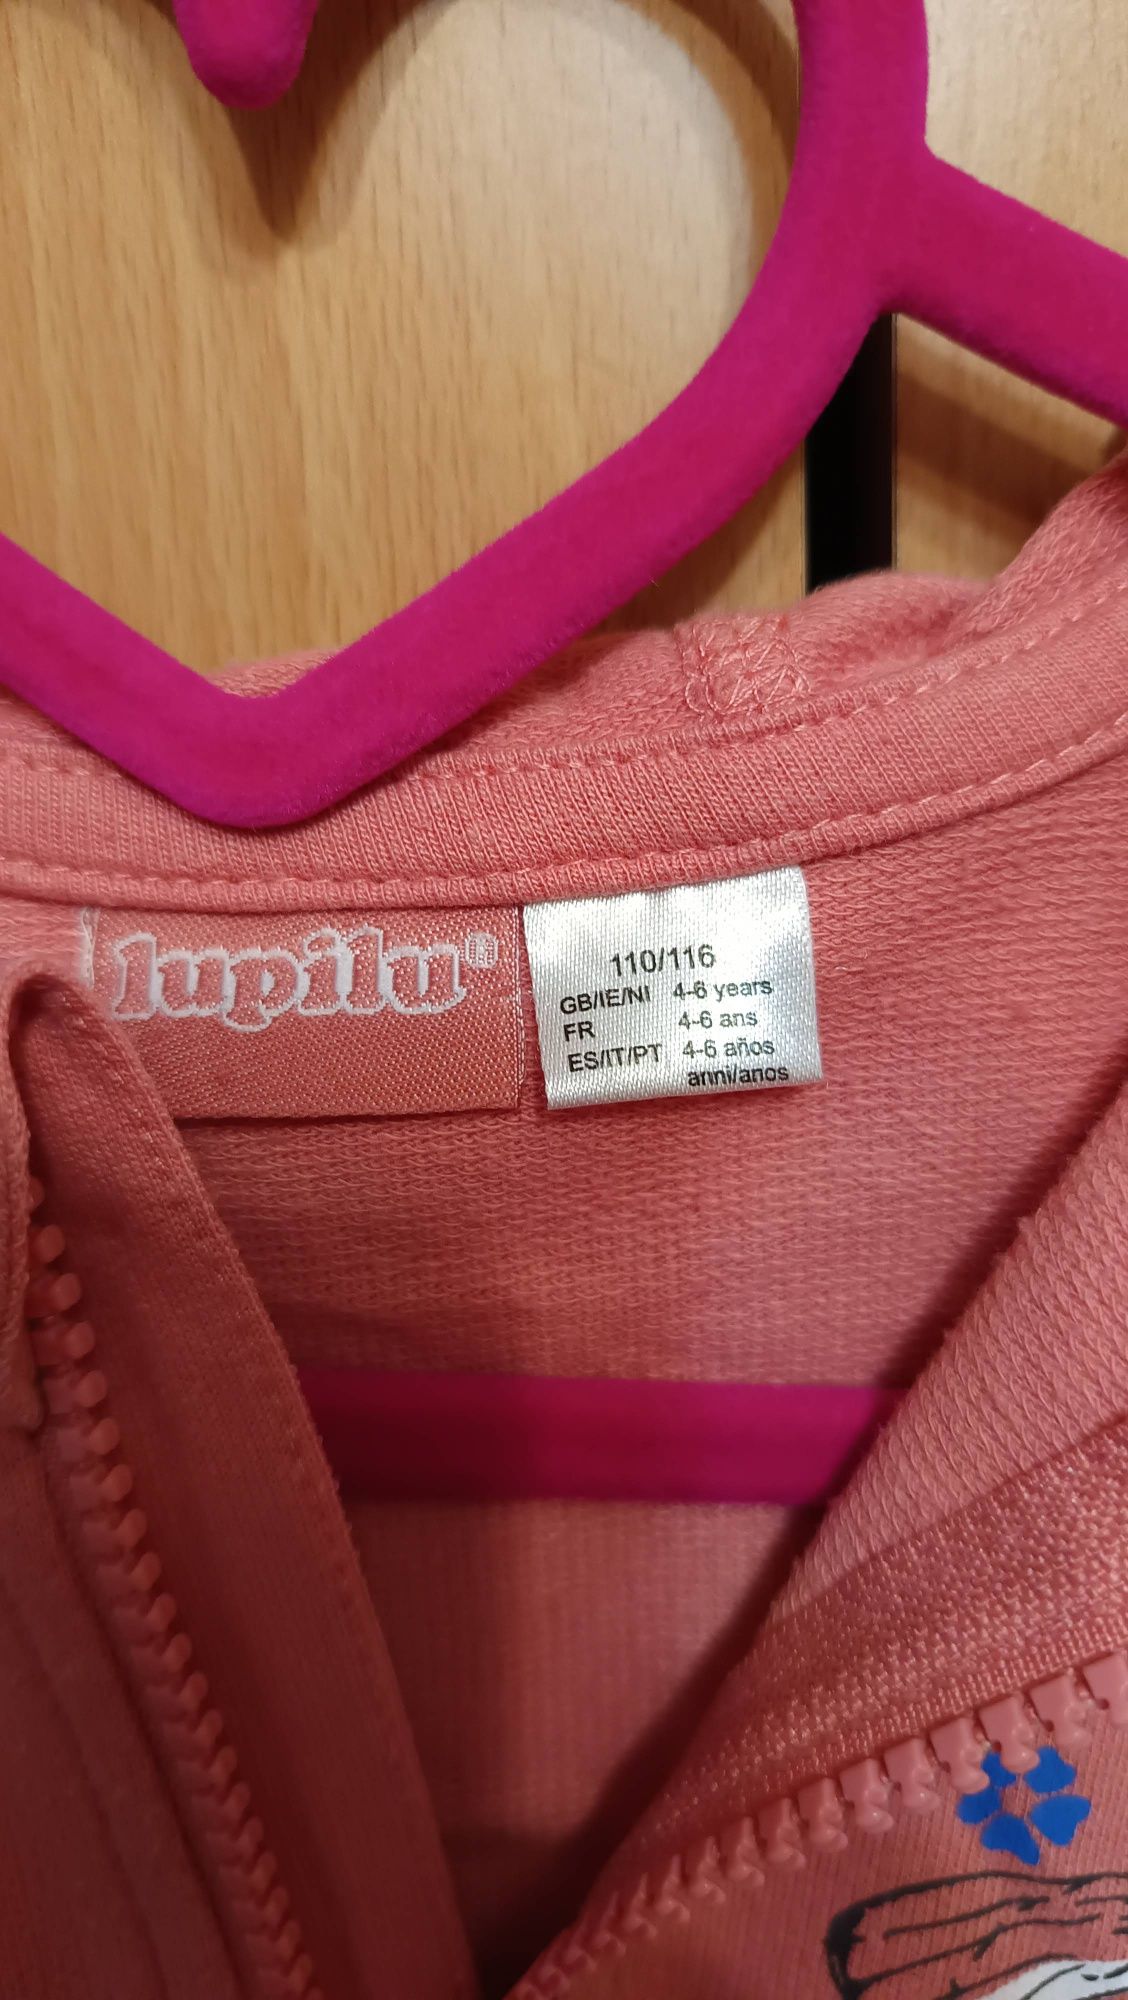 lupilu®
110/116
GB/IE/NI 4-6 years
FR 4-6 ans
ES/IT/PT 4-6 años
anni/anos